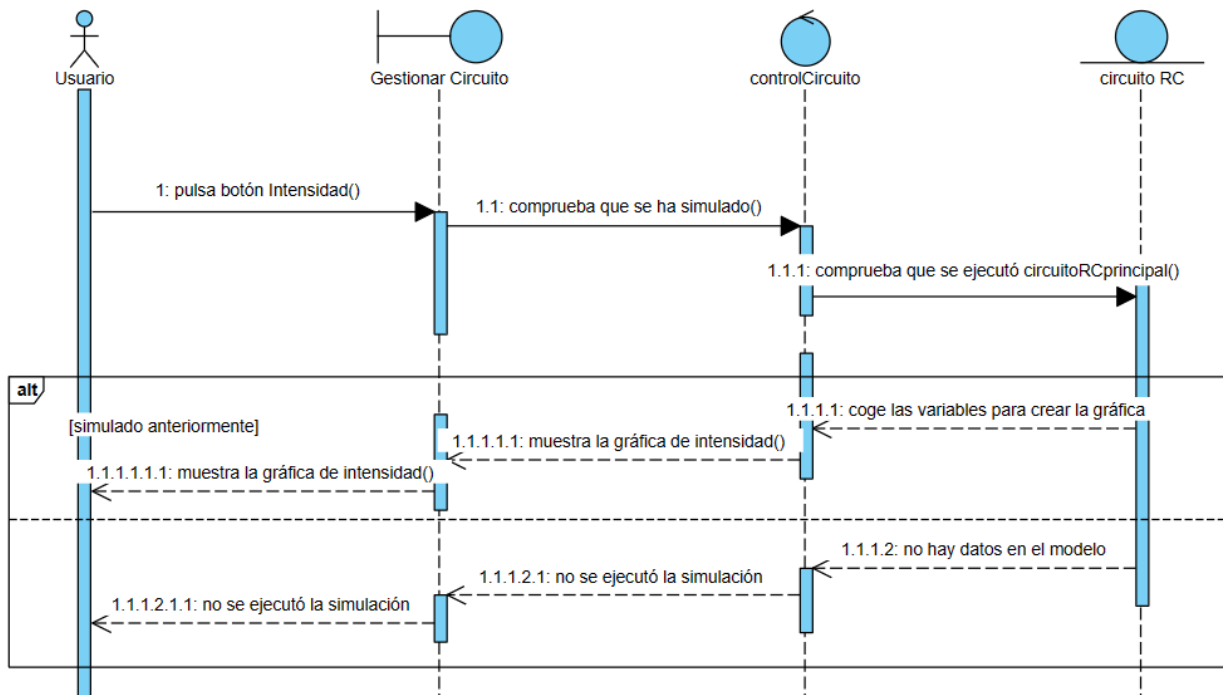 Usuario
Gestionar Circuito
controlCircuito
circuito RC
1: pulsa botón Intensidad()
1.1: comprueba que se ha simulado()
1.1.1: comprueba que se ejecutó circuitoRCprincipal()
alt
[simulado anteriormente]
1.1.1.1: coge las variables para crear la gráfica
1.1.1.1.1: muestra la gráfica de intensidad()
1.1.1.1.1.1: muestra la gráfica de intensidad()
1.1.1.2: no hay datos en el modelo
1.1.1.2.1: no se ejecutó la simulación
1.1.1.2.1.1: no se ejecutó la simulación